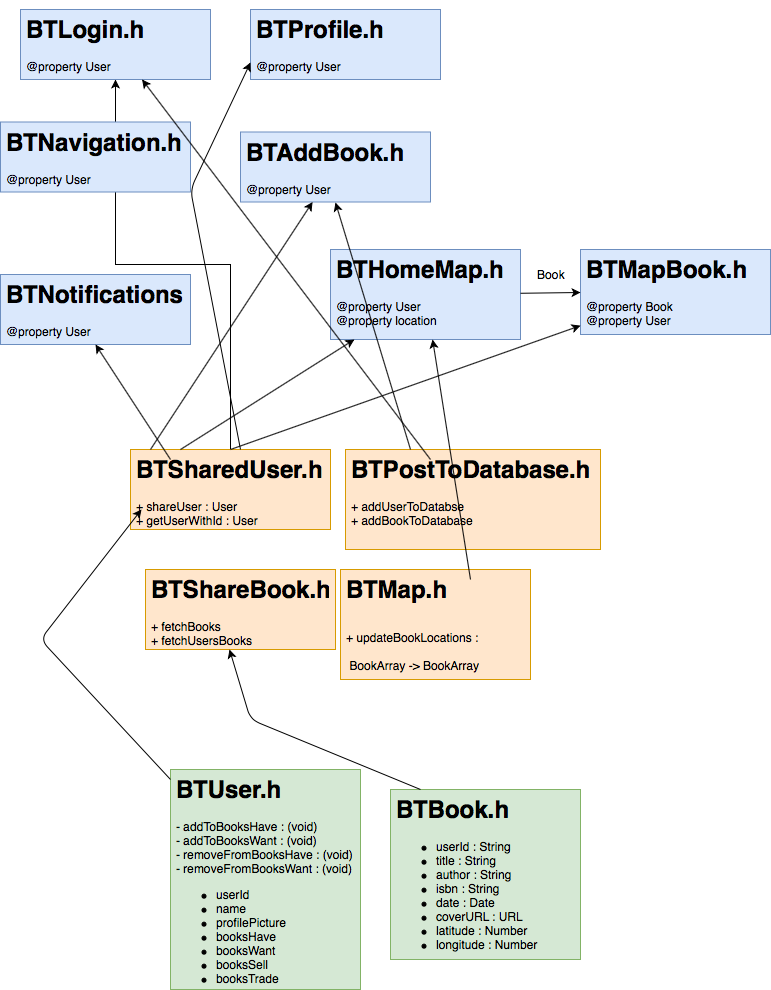 BTLogin.h
@property User
BTProfile.h
@property User
BTNavigation.h
@property User
BTAddBook.h
@property User
BTHomeMap.h
@property User
@property location
Book
BTMapBook.h
@property Book
@property User
BTNotifications
@property User
BTSharedUser.h
+ shareUser : User
+ getUserWithId : User
BTPostToDatabase.h
+ addUserToDatabse
+ addBookToDatabase
BTShareBook.h
+ fetchBooks
+ fetchUsersBooks
BTMap.h
+ updateBookLocations :
BookArray -> BookArray
BTUser.h
- addToBooksHave : (void)
- addToBooksWant : (void)
- removeFromBooksHave : (void)
- removeFromBooksWant : (void)
• userId
• name
• profilePicture
• booksHave
• booksWant
• booksSell
• booksTrade
BTBook.h
• userId : String
• title : String
• author : String
• isbn : String
• date : Date
• coverURL : URL
• latitude : Number
• longitude : Number